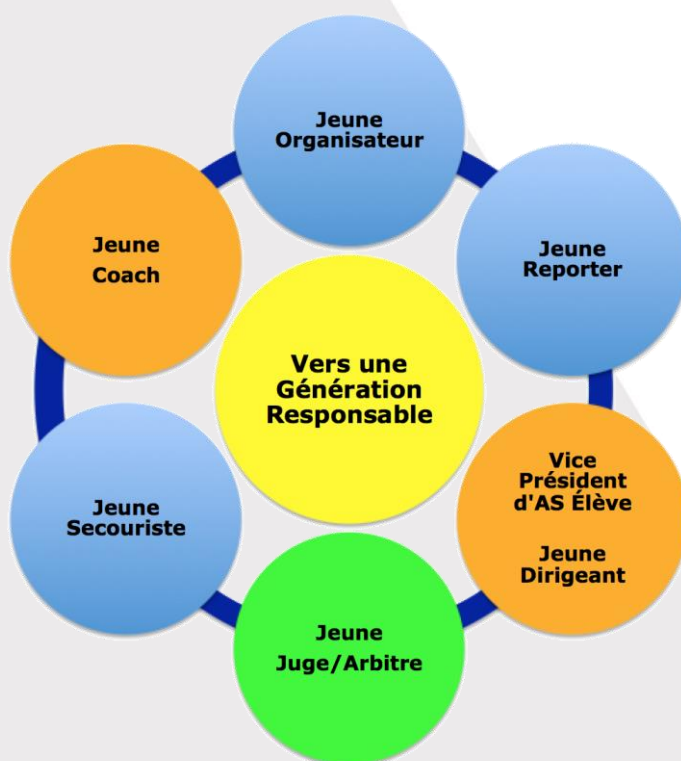 Jeune
Organisateur
Jeune
Reporter
Jeune
Coach
Vers une
Génération
Responsable
Vice
Président
d'AS Élève
Jeune
Dirigeant
Jeune
Secouriste
Jeune
Juge/Arbitre